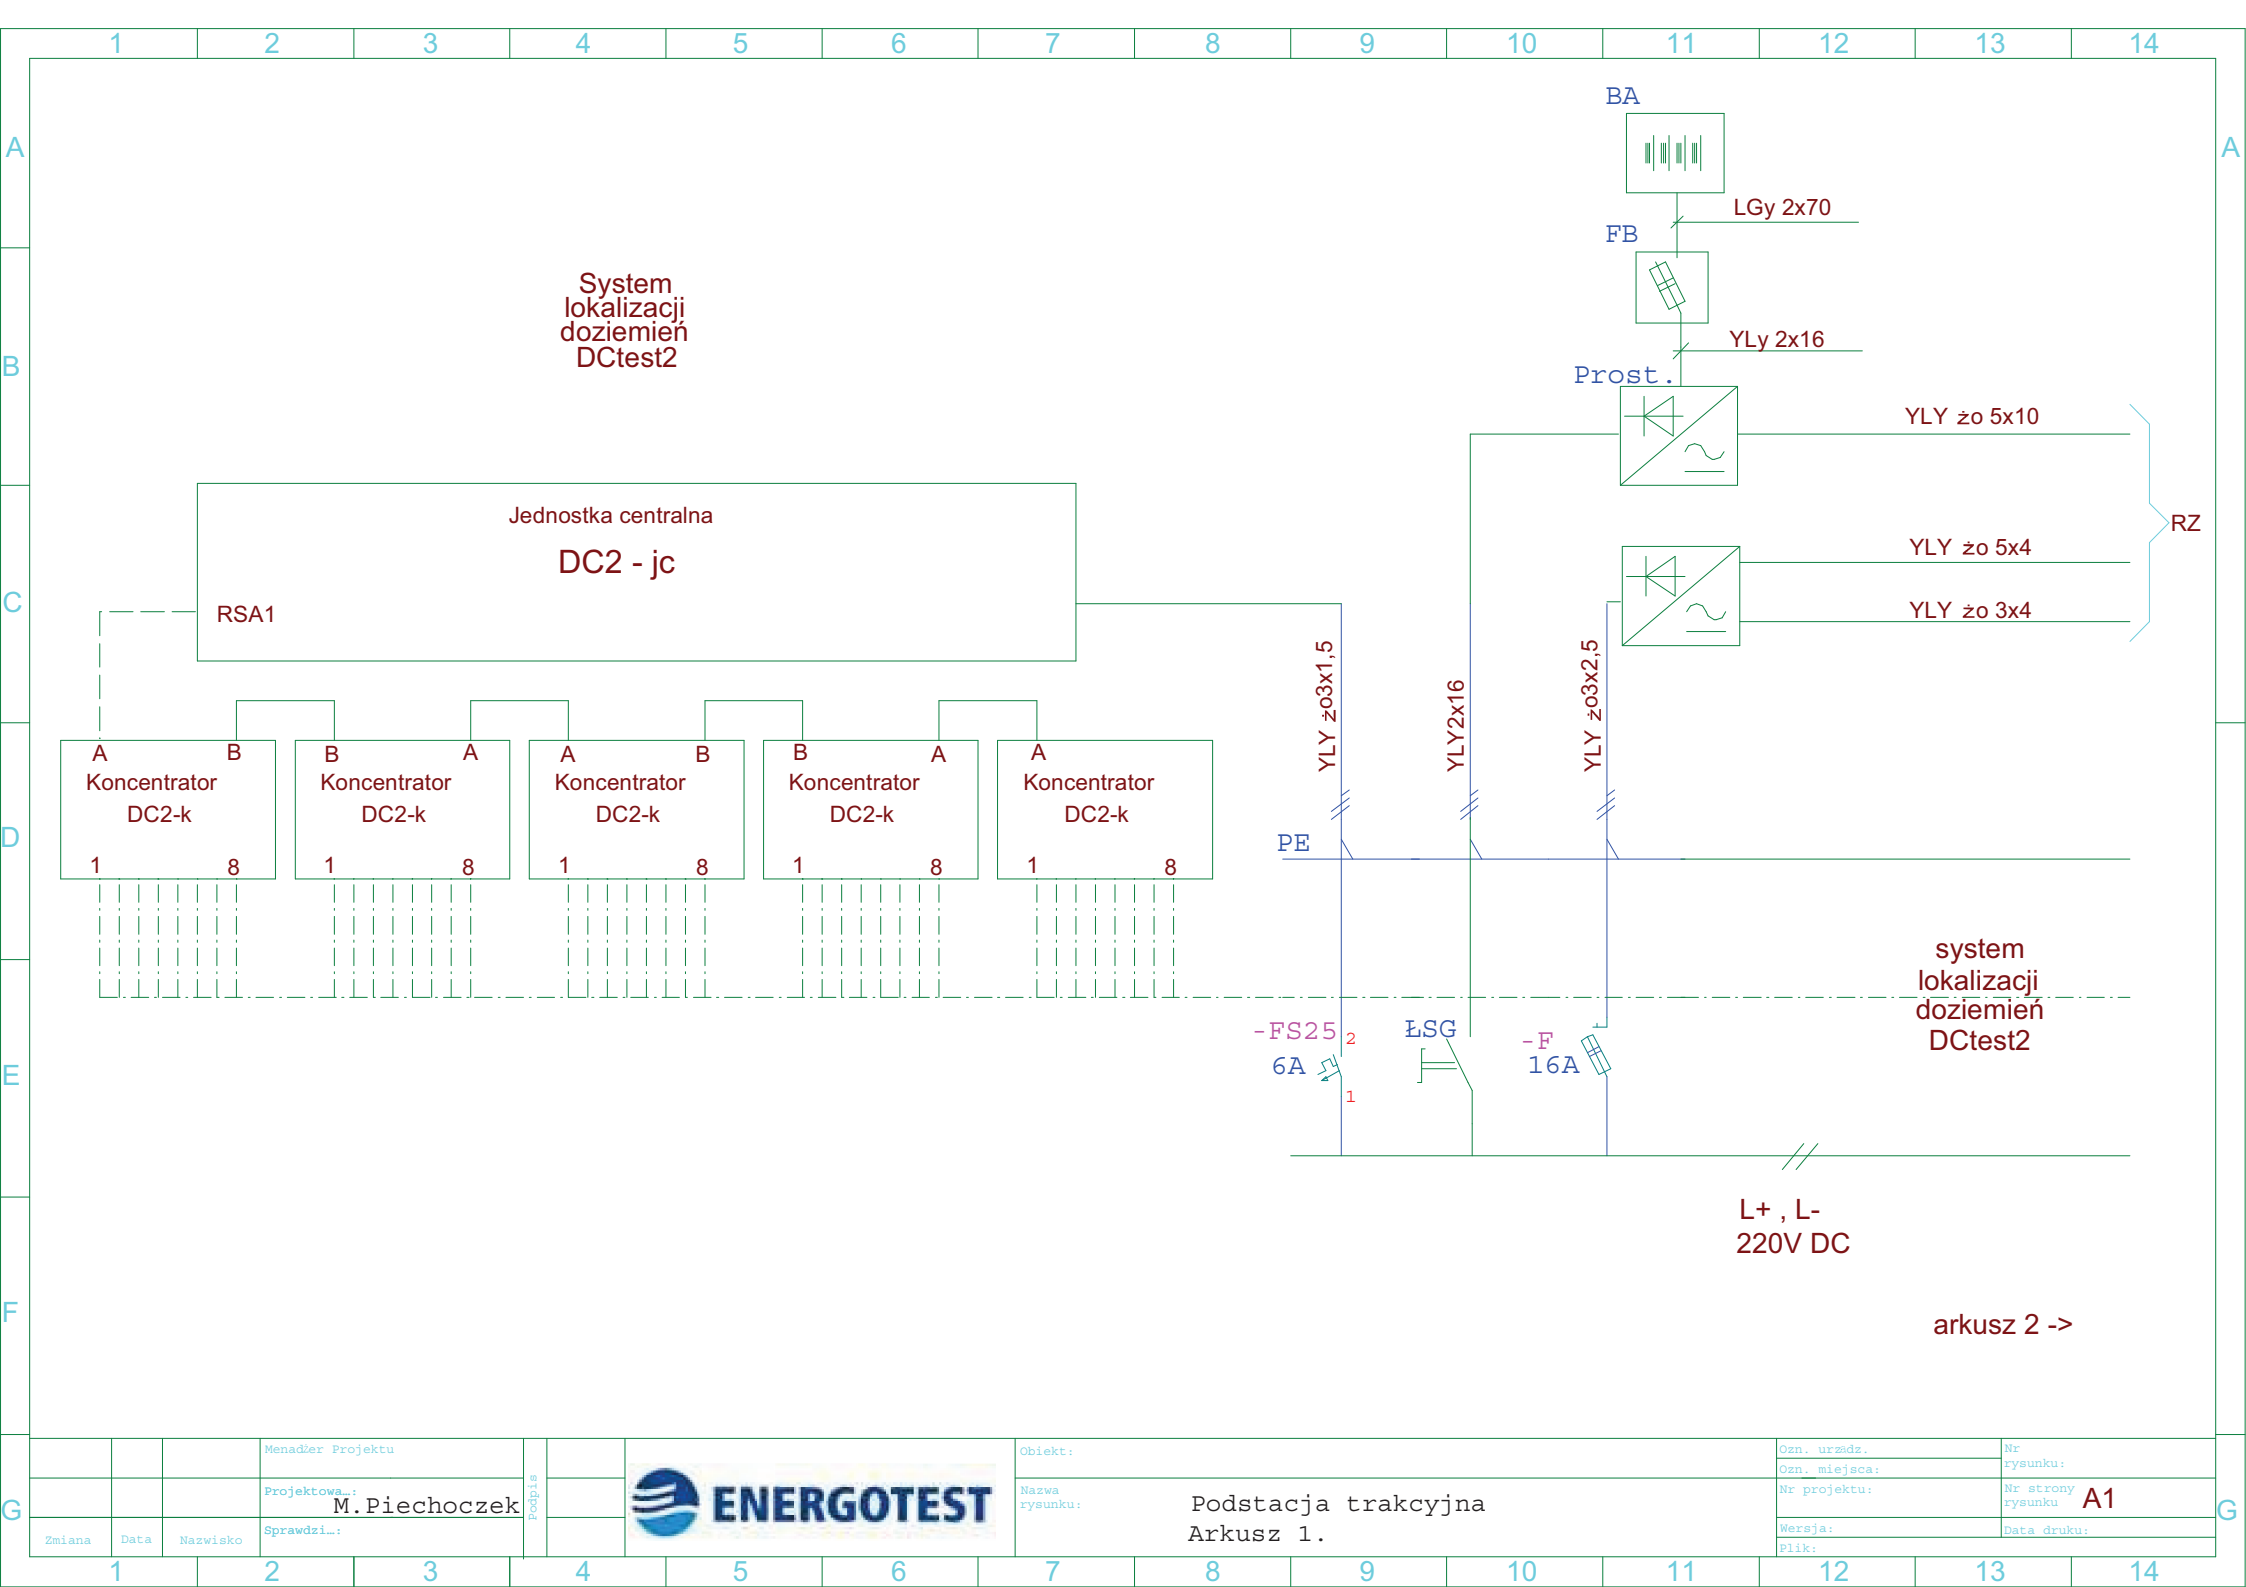 1 2 3 4 5 6 7 8 9 10 11 12 13 14
A
A
B
C
D
E
F
G
G
BA
LGy 2x70
FB
YLy 2x16
Prost.
YLY żo 5x10
RZ
YLY żo 5x4
YLY żo 3x4
System
lokalizacji
doziemień
DCtest2
Jednostka centralna
DC2 - jc
RSA1
YLY żo3x1,5
YLY2x16
YLY żo3x2,5
A B
Koncentrator
DC2-k
1 8
B A
Koncentrator
DC2-k
1 8
A B
Koncentrator
DC2-k
1 8
B A
Koncentrator
DC2-k
1 8
A
Koncentrator
DC2-k
1 8
PE
system
lokalizacji
doziemień
DCtest2
-FS25
6A
2
1
ŁSG
-F
16A
L+ , L-
220V DC
arkusz 2 ->
Zmiana Data Nazwisko
Menadżer Projektu
Projektowa…:
M.Piechoczek
Sprawdzi…:
Podpis
ENERGOTEST
Obiekt:
Nazwa
rysunku:
Podstacja trakcyjna
Arkusz 1.
Ozn. urządz.
Ozn. miejsca:
Nr projektu:
Wersja:
Plik:
Nr
rysunku:
Nr strony
rysunku
A1
Data druku:
1 2 3 4 5 6 7 8 9 10 11 12 13 14